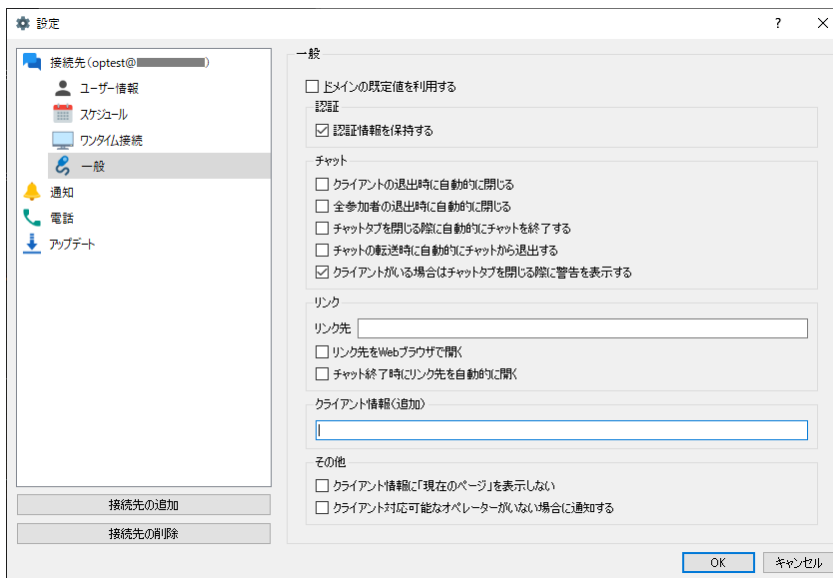 設定
?
接続先(optest@
)
ユーザー情報
スケジュール
ワンタイム接続
一般
通知
電話
アップデート
接続先の追加
接続先の削除
一般
ドメインの既定値を利用する
認証
認証情報を保持する
チャット
クライアントの退出時に自動的に閉じる
全参加者の退出時に自動的に閉じる
チャットタブを閉じる際に自動的にチャットを終了する
チャットの転送時に自動的にチャットから退出する
クライアントがいる場合はチャットタブを閉じる際に警告を表示する
リンク
リンク先
リンク先をWebブラウザで開く
チャット終了時にリンク先を自動的に開く
クライアント情報(追加)
その他
クライアント情報に「現在のページ」を表示しない
クライアント対応可能なオペレーターがいない場合に通知する
OK
キャンセル